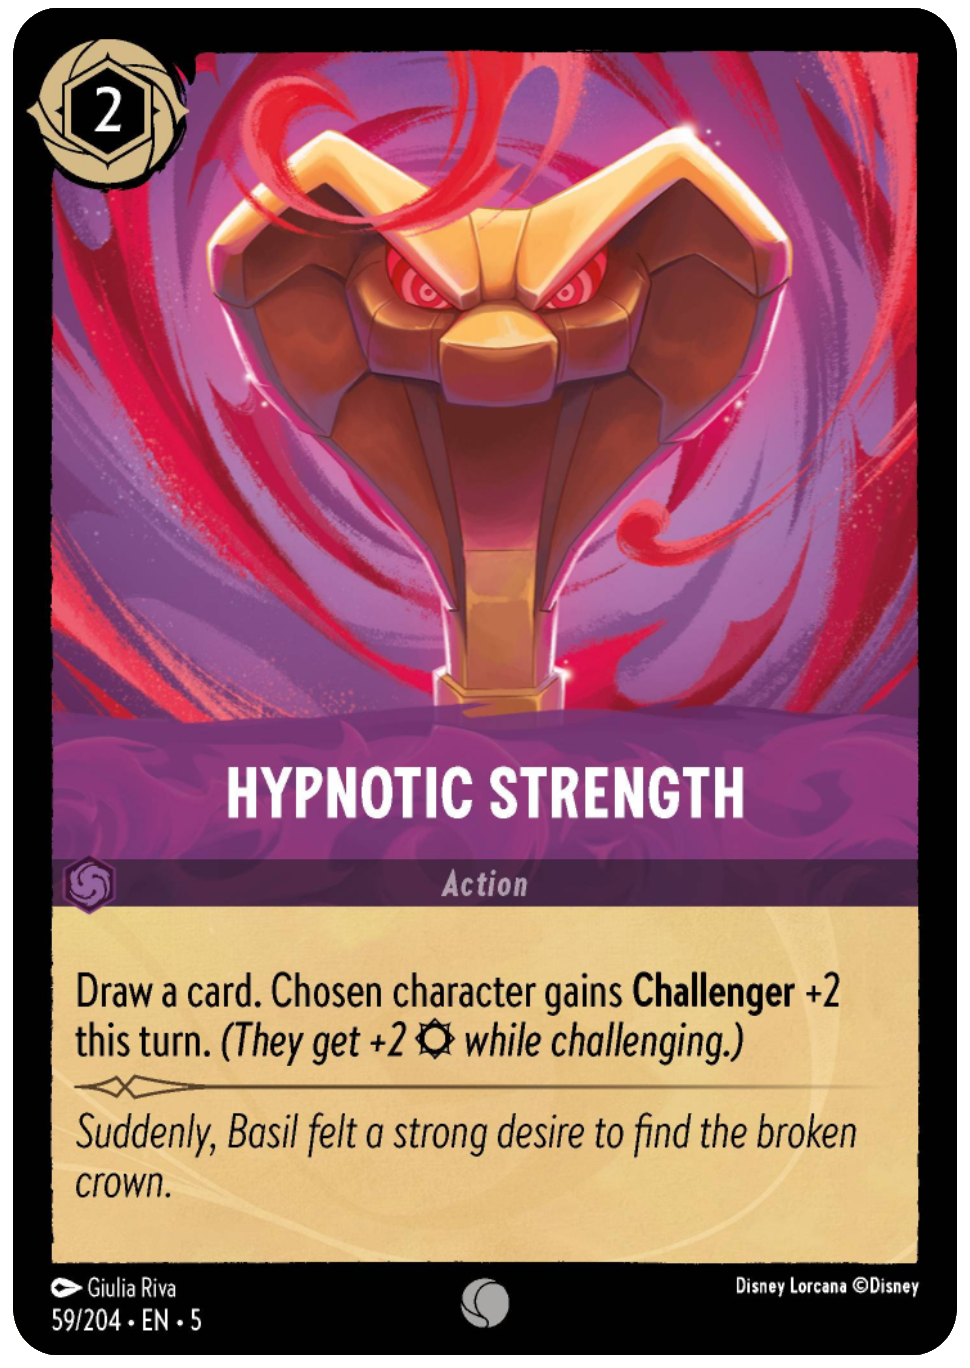 2
HYPNOTIC STRENGTH
Action
Draw a card. Chosen character gains Challenger +2
this turn. (They get +2 while challenging.)
Suddenly, Basil felt a strong desire to find the broken
crown.
Giulia Riva
Disney Lorcana ©Disney
59/204 • EN • 5